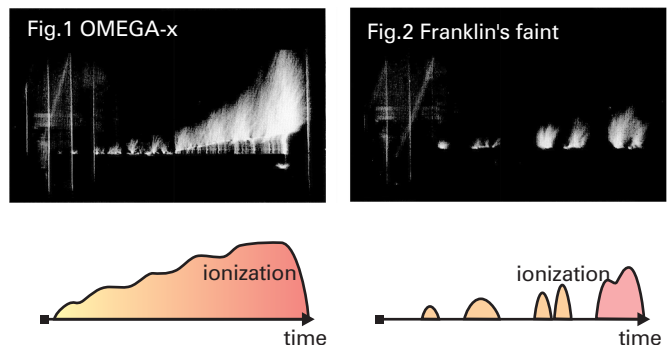 Fig.1 OMEGA-x
Fig.2 Franklin's faint
ionization
time
ionization
time